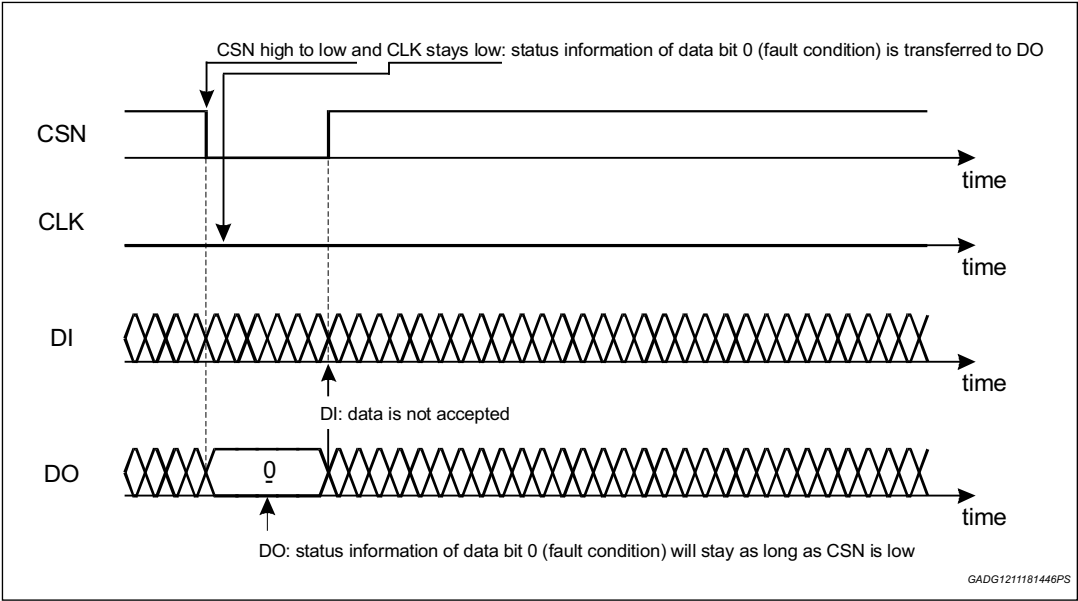 CSN high to low and CLK stays low: status information of data bit 0 (fault condition) is transferred to DO
CSN
time
CLK
time
DI
time
DI: data is not accepted
DO
0
time
DO: status information of data bit 0 (fault condition) will stay as long as CSN is low
GADG1211181446PS